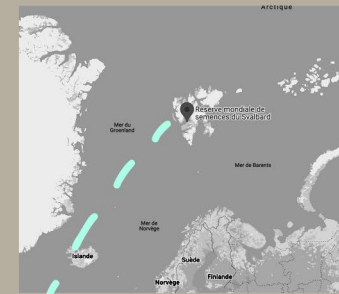 Arctique
Réserve mondiale de
semences du Svalbard
Mer du
Groenland
Mer de Barents
Mer de
Norvège
Islande
Suède
Finlande
Norvège